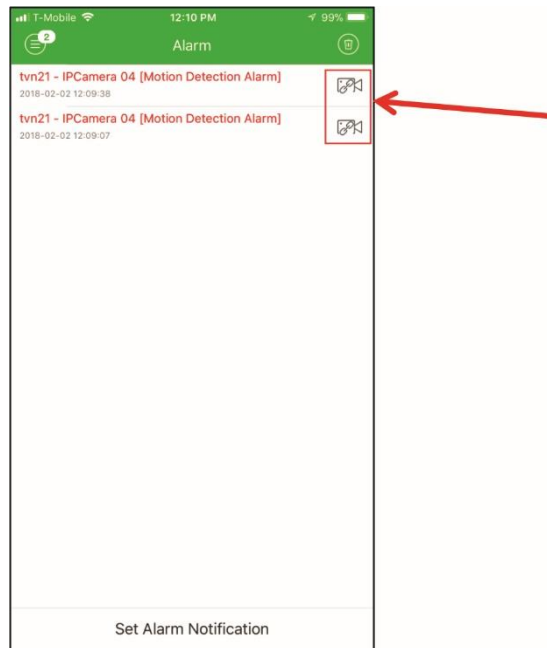 T-Mobile 12:10 PM 99%
2
Alarm
tvn21 - IPCamera 04 [Motion Detection Alarm]
2018-02-02 12:09:38
tvn21 - IPCamera 04 [Motion Detection Alarm]
2018-02-02 12:09:07
Set Alarm Notification